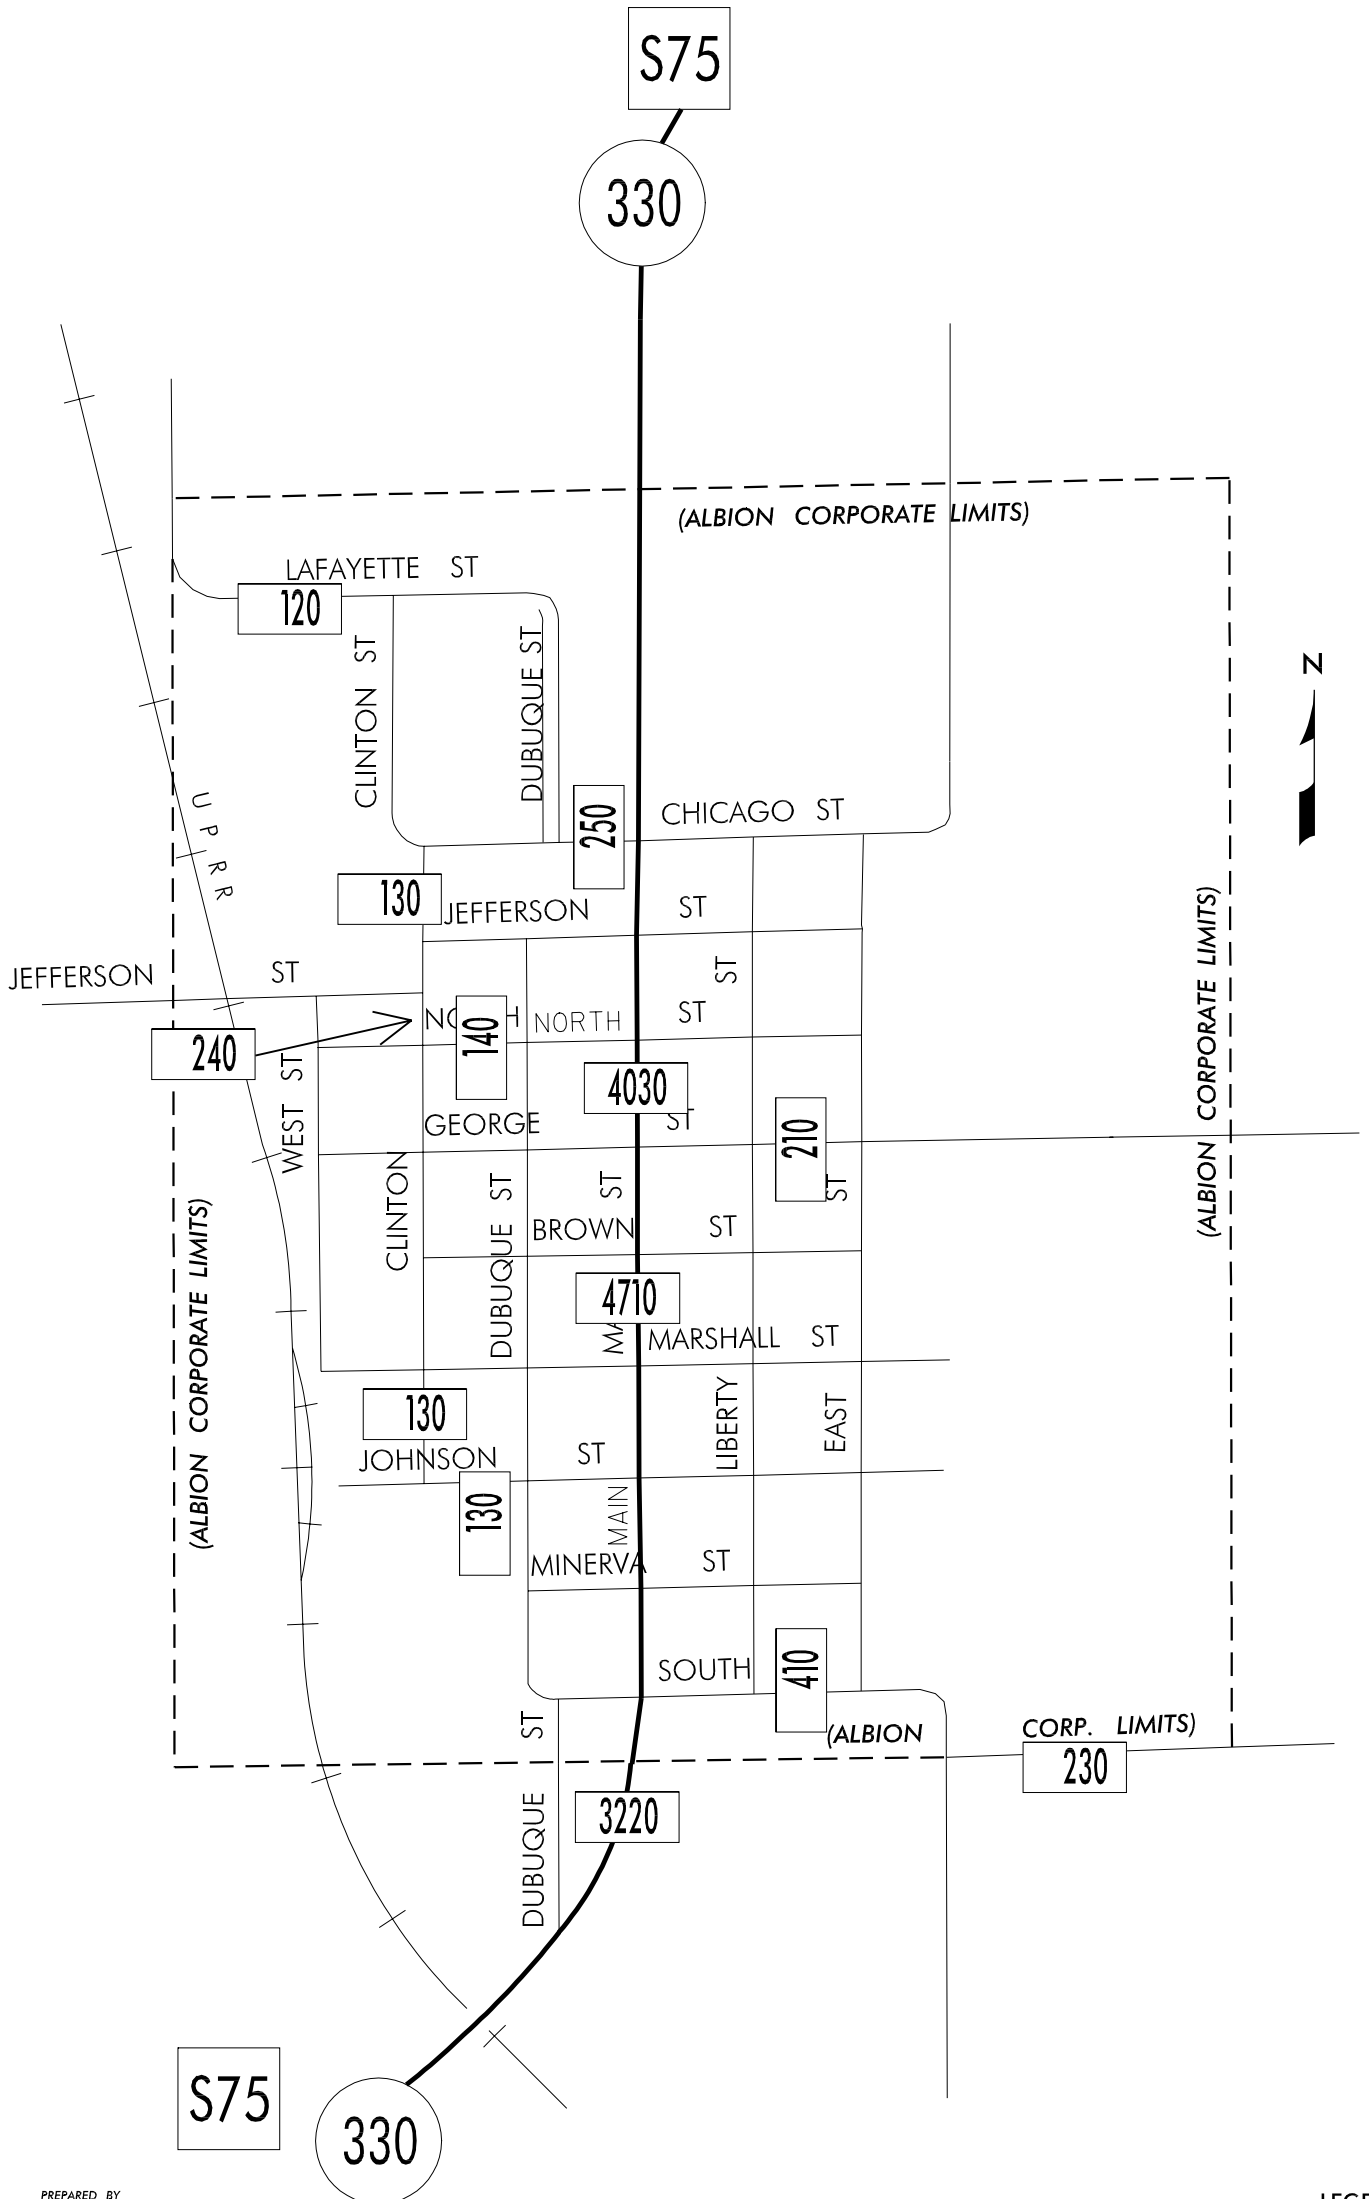 S75
330
(ALBION CORPORATE LIMITS)
LAFAYETTE ST
120
CLINTON ST
DUBUQUE ST
N
250
CHICAGO ST
U P R R
130
JEFFERSON ST
JEFFERSON ST
ST
240
140
NORTH ST
WEST ST
4030
GEORGE ST
210
(ALBION CORPORATE LIMITS)
CLINTON
DUBUQUE ST
ST
ST
BROWN ST
(ALBION CORPORATE LIMITS)
4710
MARSHALL ST
130
LIBERTY
EAST
JOHNSON ST
130
MAIN
MINERVA ST
SOUTH
410
DUBUQUE ST
(ALBION CORP. LIMITS)
230
3220
S75
330
PREPARED BY